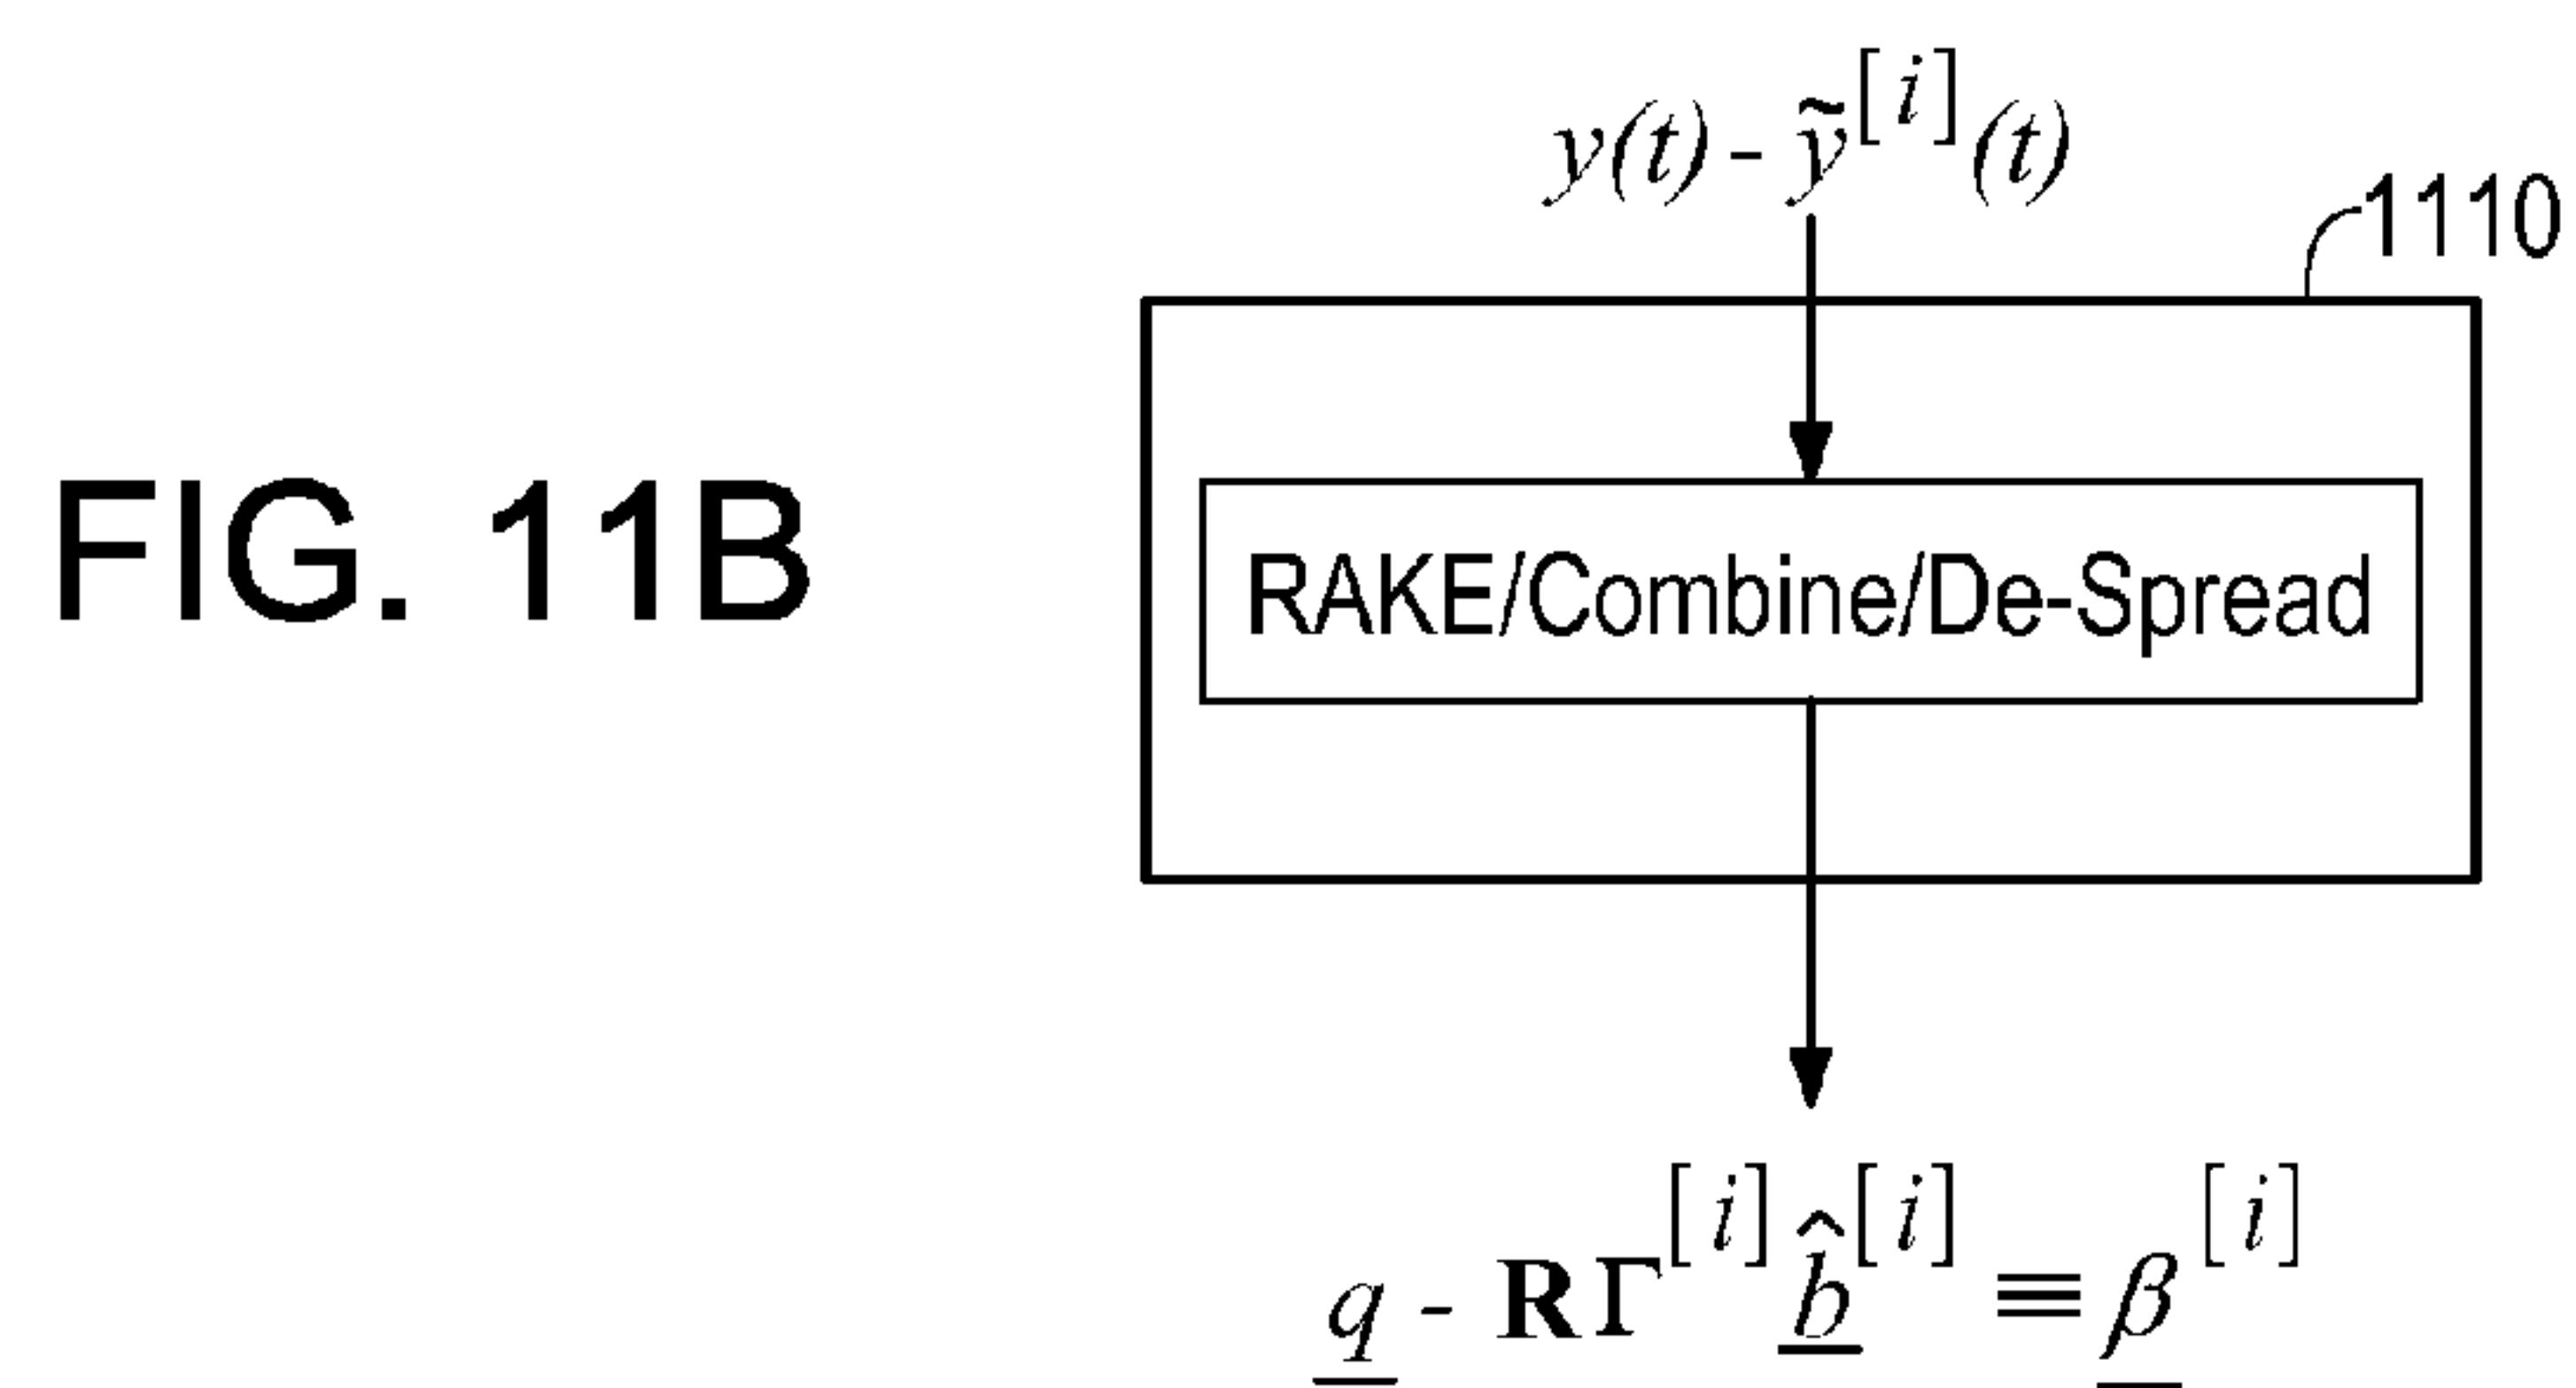 y(t) - ỹ^[i](t)
1110
FIG. 11B
RAKE/Combine/De-Spread
q̲ - RΓ^[i] b̲̂^[i] ≡ β̲^[i]